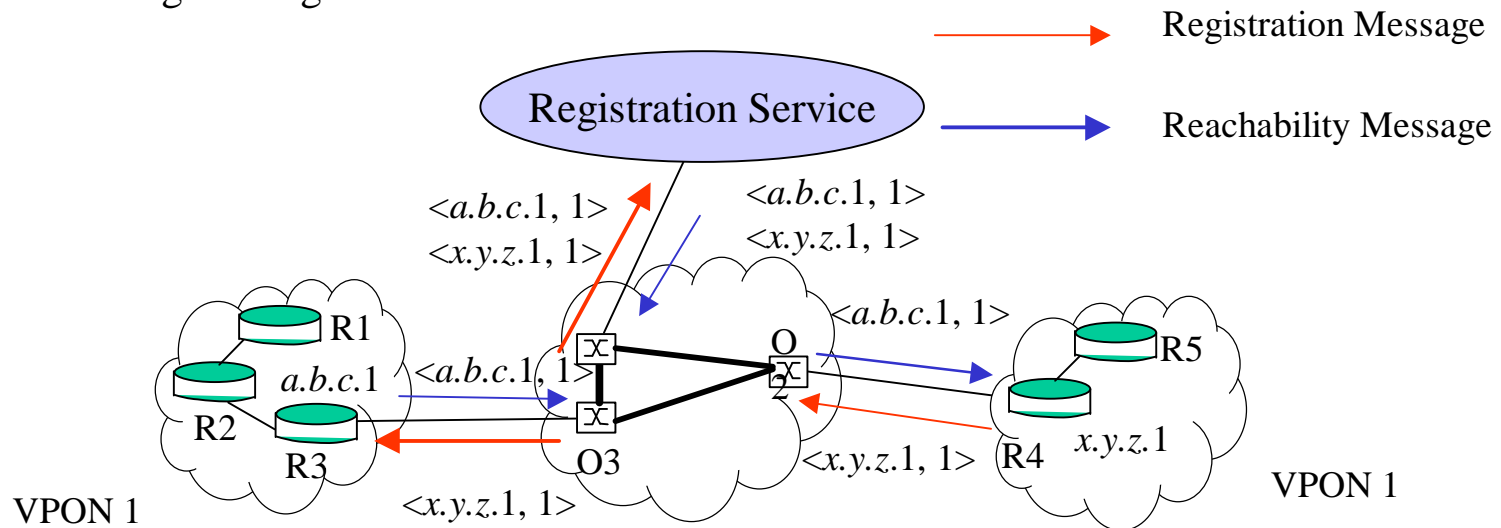 Registration Message
Registration Service
Reachability Message
<a.b.c.1, 1>
<x.y.z.1, 1>
<a.b.c.1, 1>
<x.y.z.1, 1>
R1
R2
R3
a.b.c.1
<a.b.c.1, 1>
<x.y.z.1, 1>
VPON 1
O3
O
2
<a.b.c.1, 1>
<x.y.z.1, 1>
R5
R4
x.y.z.1
VPON 1